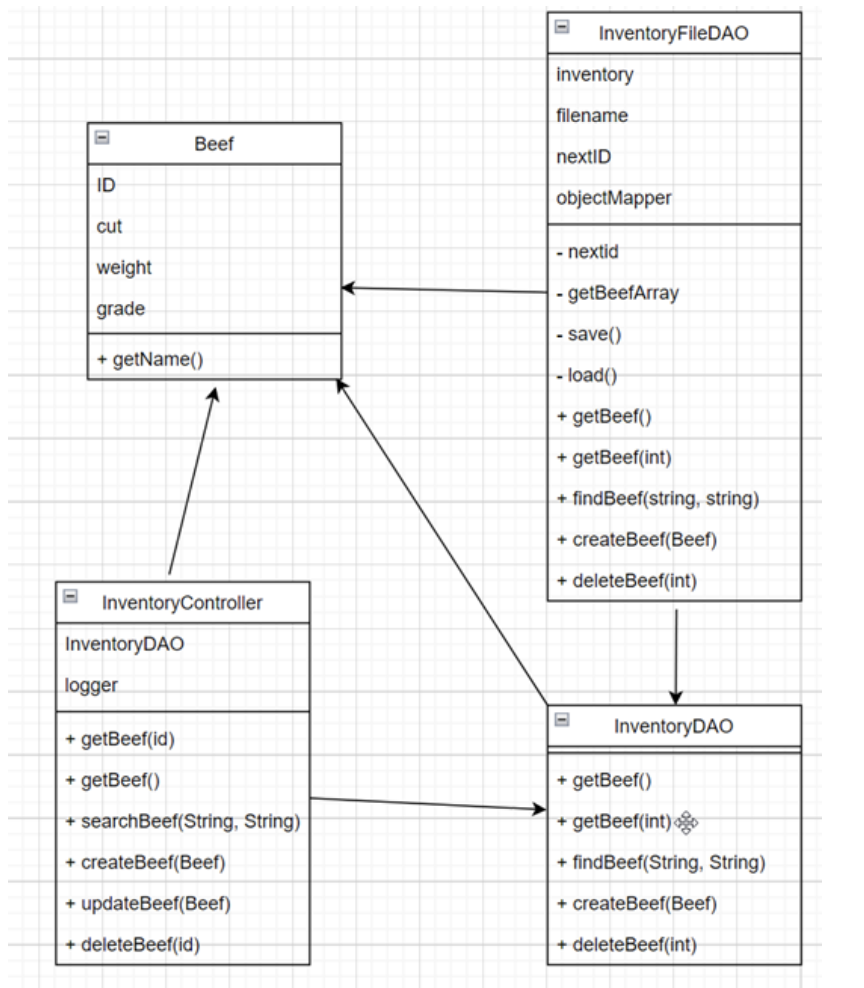 Beef
ID
cut
weight
grade
+ getName()
InventoryFileDAO
inventory
filename
nextID
objectMapper
- nextid
- getBeefArray
- save()
- load()
+ getBeef()
+ getBeef(int)
+ findBeef(string, string)
+ createBeef(Beef)
+ deleteBeef(int)
InventoryController
InventoryDAO
logger
+ getBeef(id)
+ getBeef()
+ searchBeef(String, String)
+ createBeef(Beef)
+ updateBeef(Beef)
+ deleteBeef(id)
InventoryDAO
+ getBeef()
+ getBeef(int)
+ findBeef(String, String)
+ createBeef(Beef)
+ deleteBeef(int)